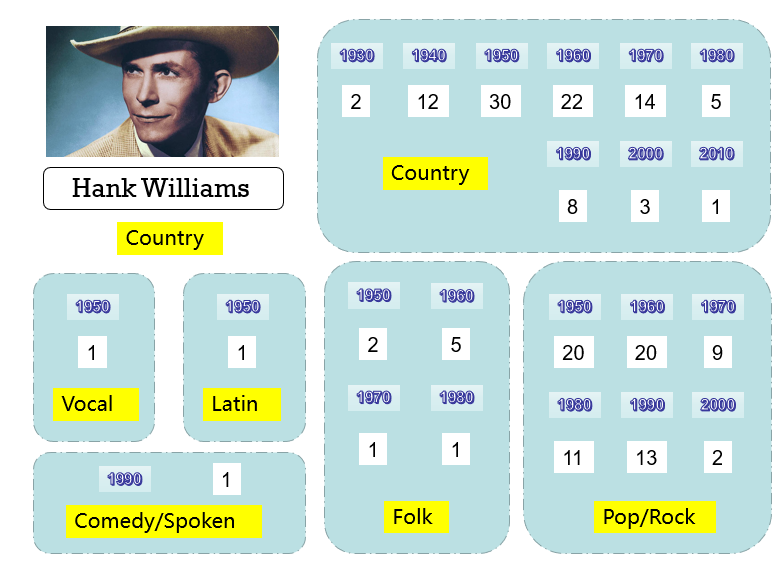 Hank Williams
Country
1930 1940 1950 1960 1970 1980
2 12 30 22 14 5
1990 2000 2010
Country
8 3 1
1950
1
Vocal
1950
1
Latin
1990 1
Comedy/Spoken
1950 1960
2 5
1970 1980
1 1
Folk
1950 1960 1970
20 20 9
1980 1990 2000
11 13 2
Pop/Rock